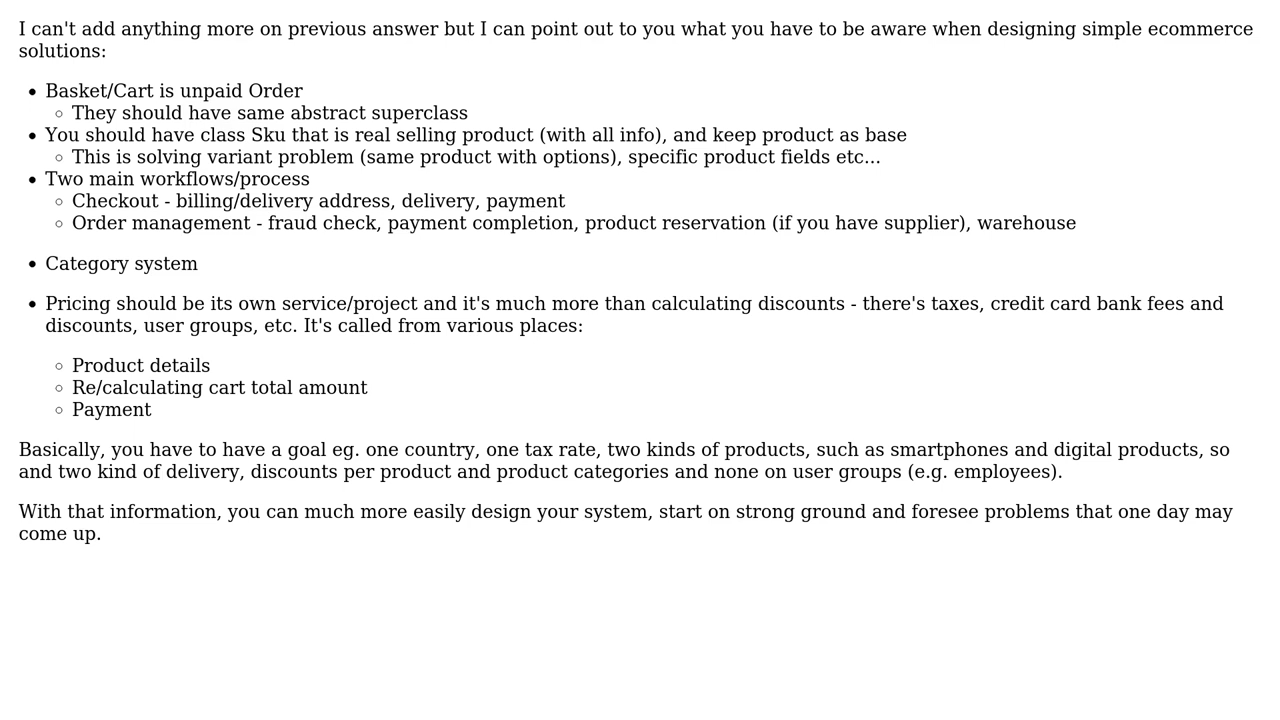 I can't add anything more on previous answer but I can point out to you what you have to be aware when designing simple ecommerce
solutions:
• Basket/Cart is unpaid Order
◦ They should have same abstract superclass
• You should have class Sku that is real selling product (with all info), and keep product as base
◦ This is solving variant problem (same product with options), specific product fields etc...
• Two main workflows/process
◦ Checkout - billing/delivery address, delivery, payment
◦ Order management - fraud check, payment completion, product reservation (if you have supplier), warehouse
• Category system
• Pricing should be its own service/project and it's much more than calculating discounts - there's taxes, credit card bank fees and
discounts, user groups, etc. It's called from various places:
◦ Product details
◦ Re/calculating cart total amount
◦ Payment
Basically, you have to have a goal eg. one country, one tax rate, two kinds of products, such as smartphones and digital products, so
and two kind of delivery, discounts per product and product categories and none on user groups (e.g. employees).
With that information, you can much more easily design your system, start on strong ground and foresee problems that one day may
come up.